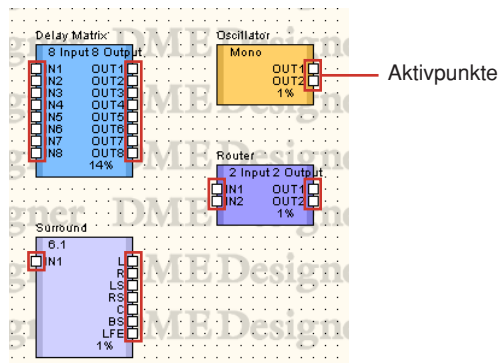 Delay Matrix
8 Input 8 Output
IN1 OUT1
IN2 OUT2
IN3 OUT3
IN4 OUT4
IN5 OUT5
IN6 OUT6
IN7 OUT7
IN8 OUT8
14%
Oscillator
Mono
OUT1
OUT2
1%
Aktivpunkte
Router
2 Input 2 Output
IN1 OUT1
IN2 OUT2
1%
Surround
6.1
IN1 L
R
LS
RS
C
BS
LFE
1%
DME Designer